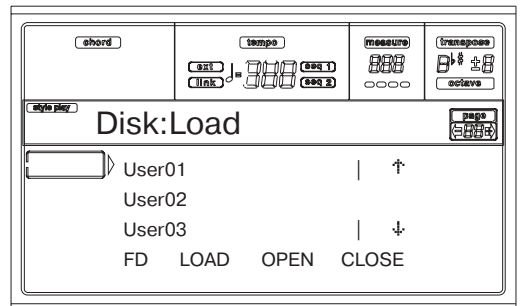 chord tempo measure transpose
ext seq 1
link seq 2
octave
style play
Disk:Load page
User01
User02
User03
FD LOAD OPEN CLOSE